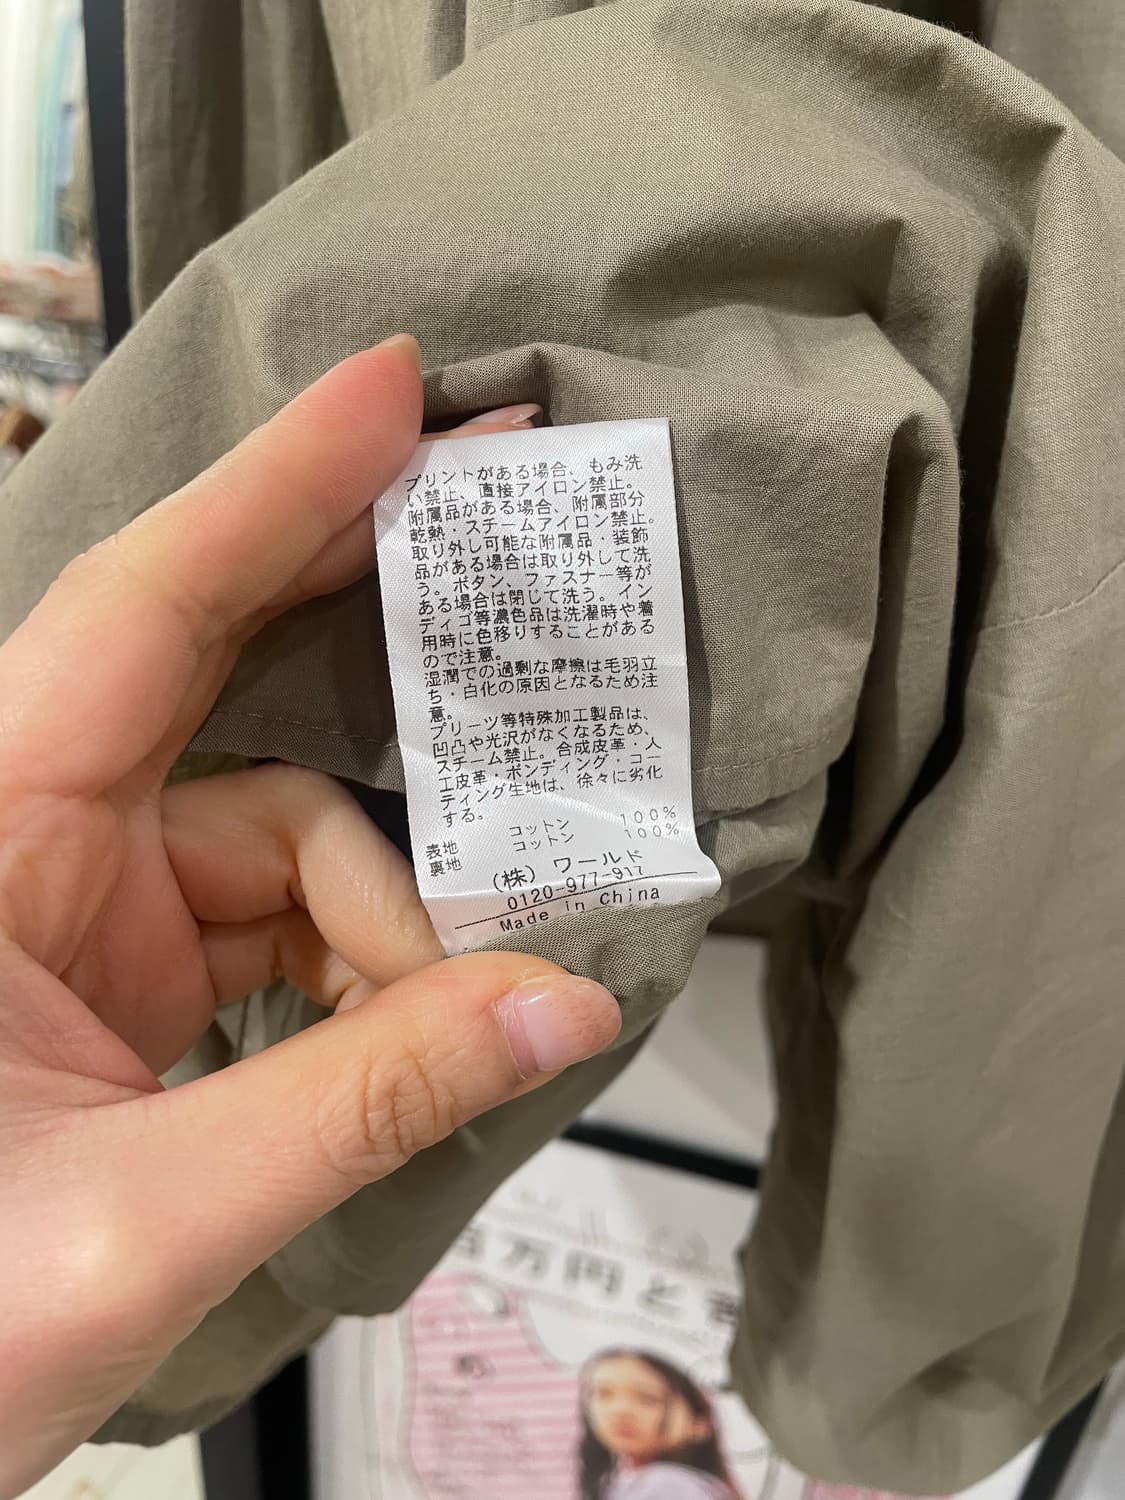 プリントがある場合、もみ洗
い禁止、直接アイロン禁止。
附属品がある場合、附属部分
乾熱・スチームアイロン禁止。
取り外し可能な附属品・装飾
品がある場合は取り外して洗
う。ボタン、ファスナー等が
ある場合は閉じて洗う。イン
ディゴ等濃色品は洗濯時や着
用時に色移りすることがある
ので注意。
湿潤での過剰な摩擦は毛羽立
ち・白化の原因となるため注
意。
プリーツ等特殊加工製品は、
凹凸や光沢がなくなるため、
スチーム禁止。合成皮革・人
工皮革・ボンディング・コー
ティング生地は、徐々に劣化
する。
表地 コットン 100%
裏地 コットン 100%
(株) ワールド
0120-977-917
Made in China
万円と